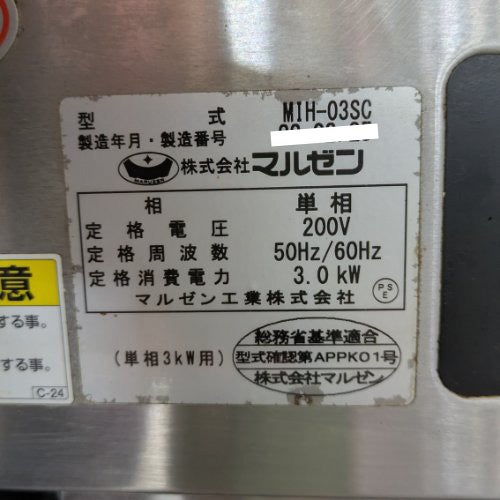 型式 MIH-03SC
製造年月・製造番号
MARUZEN 株式会社マルゼン
相 単相
定格電圧 200V
定格周波数 50Hz/60Hz
定格消費電力 3.0kW
マルゼン工業株式会社 PSE
(単相3kW用)
総務省基準適合
型式確認第APPK01号
株式会社マルゼン
意
する事。
する事。
C-24